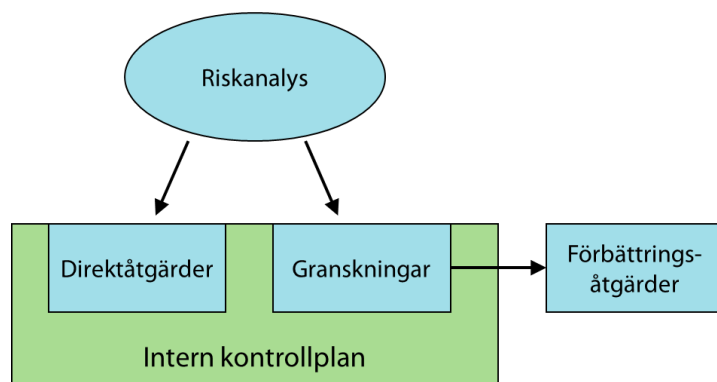 Riskanalys
Direktåtgärder
Granskningar
Förbättrings-
åtgärder
Intern kontrollplan